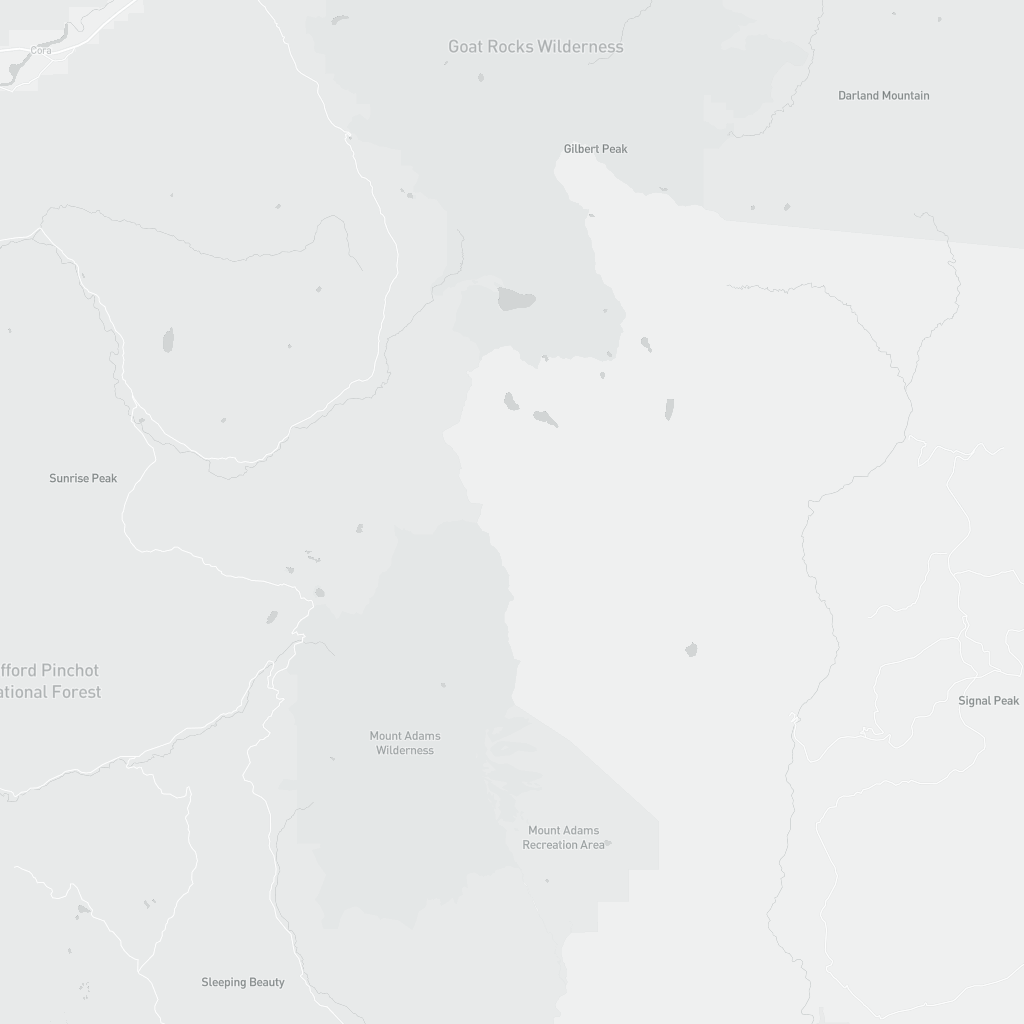 Goat Rocks Wilderness
Cora
Darland Mountain
Gilbert Peak
Sunrise Peak
fford Pinchot
ational Forest
Signal Peak
Mount Adams
Wilderness
Mount Adams
Recreation Area
Sleeping Beauty